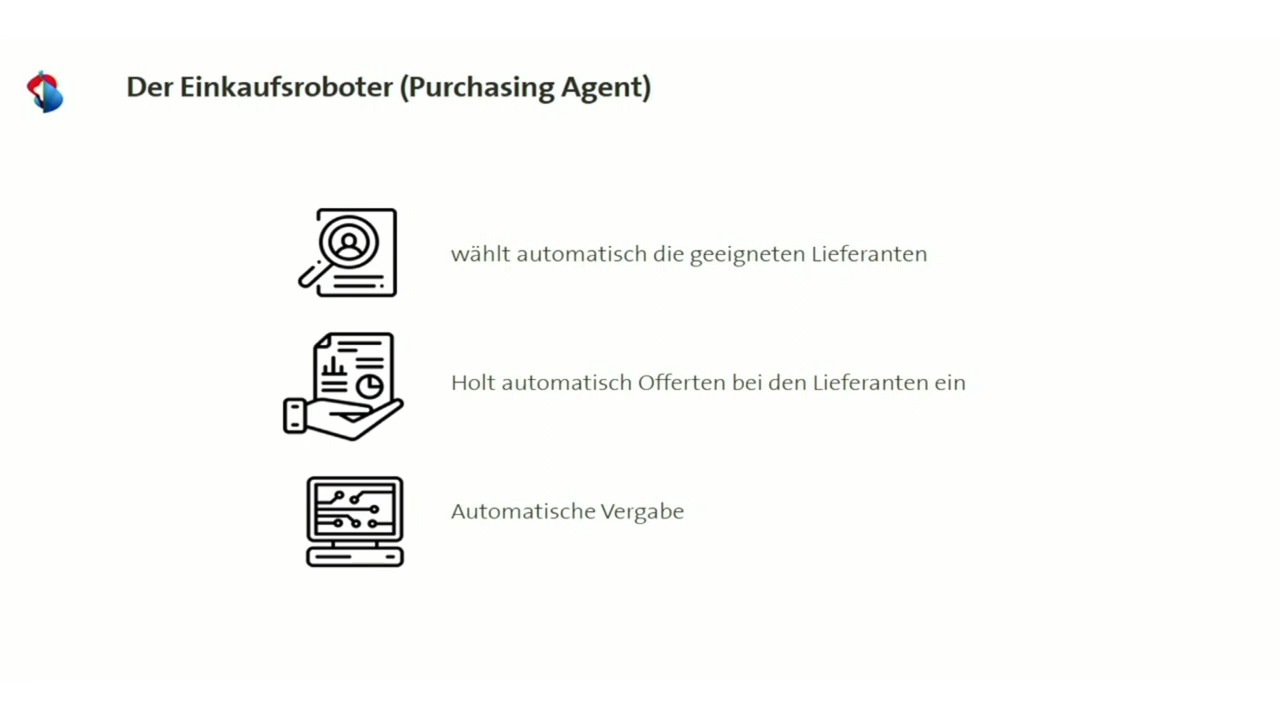 Der Einkaufsroboter (Purchasing Agent)
wählt automatisch die geeigneten Lieferanten
Holt automatisch Offerten bei den Lieferanten ein
Automatische Vergabe